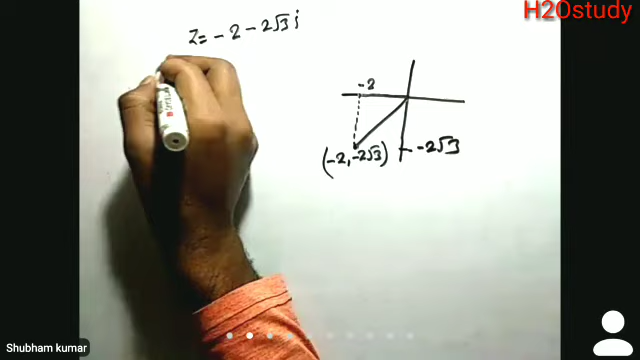 H2Ostudy
z = -2 - 2√3 i
-2
(-2, -2√3)
-2√3
Shubham kumar